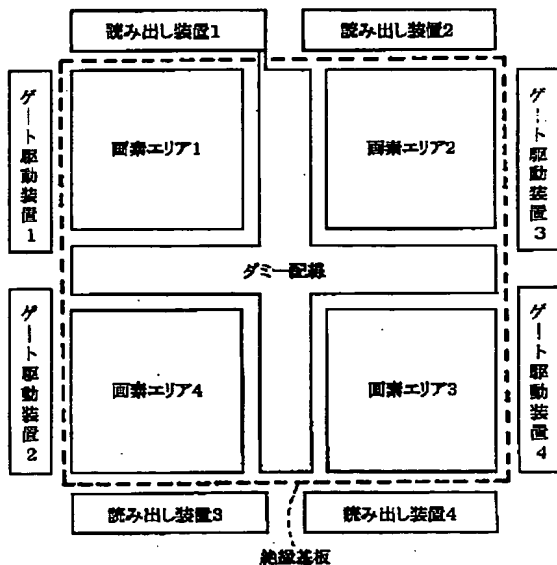 読み出し装置1
読み出し装置2
ゲート駆動装置1
画素エリア1
画素エリア2
ゲート駆動装置3
ダミー配線
ゲート駆動装置2
画素エリア4
画素エリア3
ゲート駆動装置4
読み出し装置3
読み出し装置4
絶縁基板